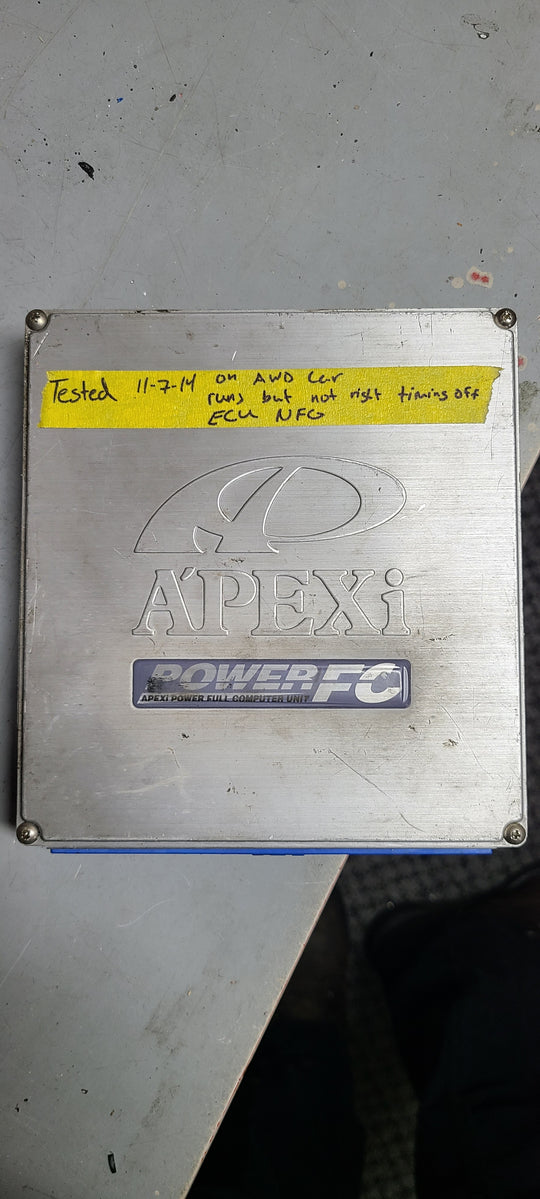 Tested 11-7-14 on AWD Car
runs but not right timing off
ECU NFG
A'PEXi
POWER FC
APEXi POWER FULL COMPUTER UNIT